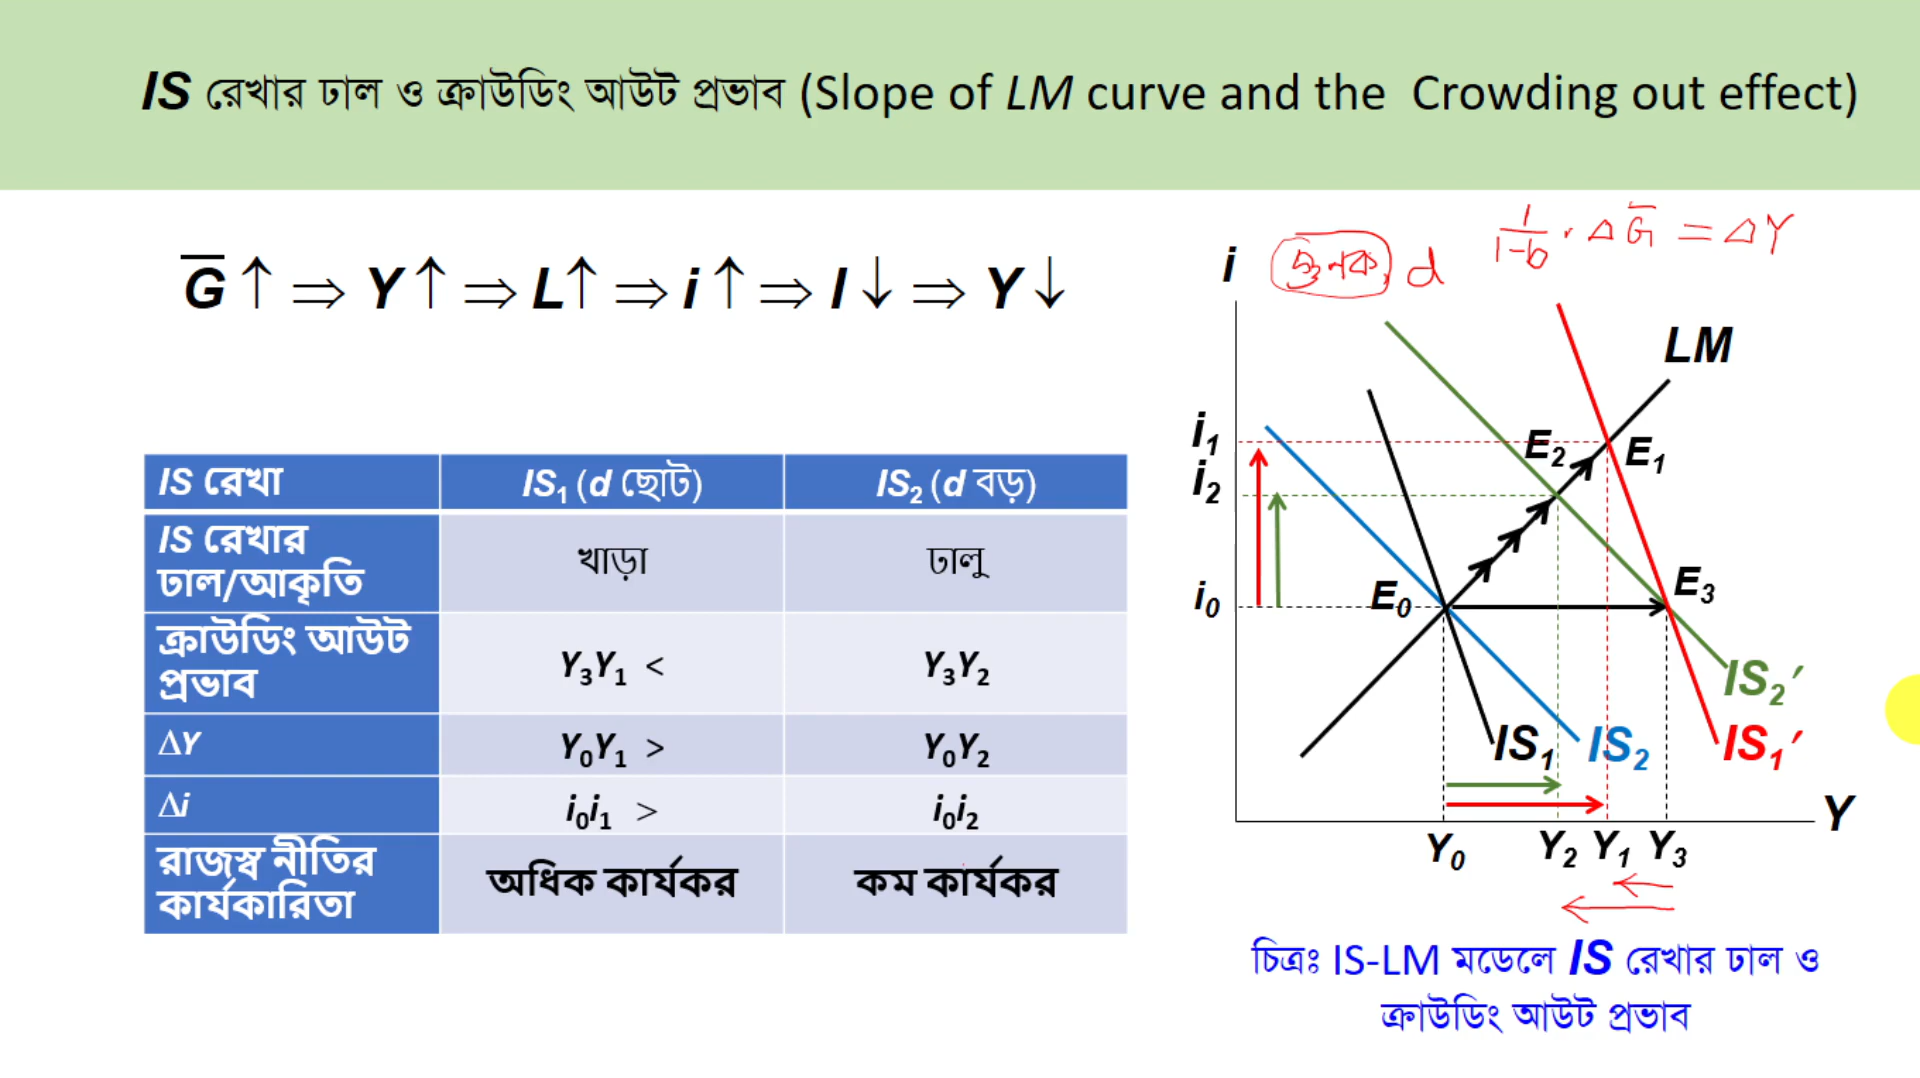 IS রেখার ঢাল ও ক্রাউডিং আউট প্রভাব (Slope of LM curve and the Crowding out effect)
G̅ ↑ ⇒ Y ↑ ⇒ L ↑ ⇒ i ↑ ⇒ I ↓ ⇒ Y ↓
IS রেখা IS₁ (d ছোট) IS₂ (d বড়)
IS রেখার ঢাল/আকৃতি খাড়া ঢালু
ক্রাউডিং আউট প্রভাব Y₃Y₁ < Y₃Y₂
ΔY Y₀Y₁ > Y₀Y₂
Δi i₀i₁ > i₀i₂
রাজস্ব নীতির কার্যকারিতা অধিক কার্যকর কম কার্যকর
1/(1-b) · ΔG̅ = ΔY
i
d
LM
i₁
E₂ E₁
i₂
E₃
i₀ E₀
IS₂′
IS₁ IS₂ IS₁′
Y
Y₀ Y₂ Y₁ Y₃
চিত্রঃ IS-LM মডেলে IS রেখার ঢাল ও
ক্রাউডিং আউট প্রভাব